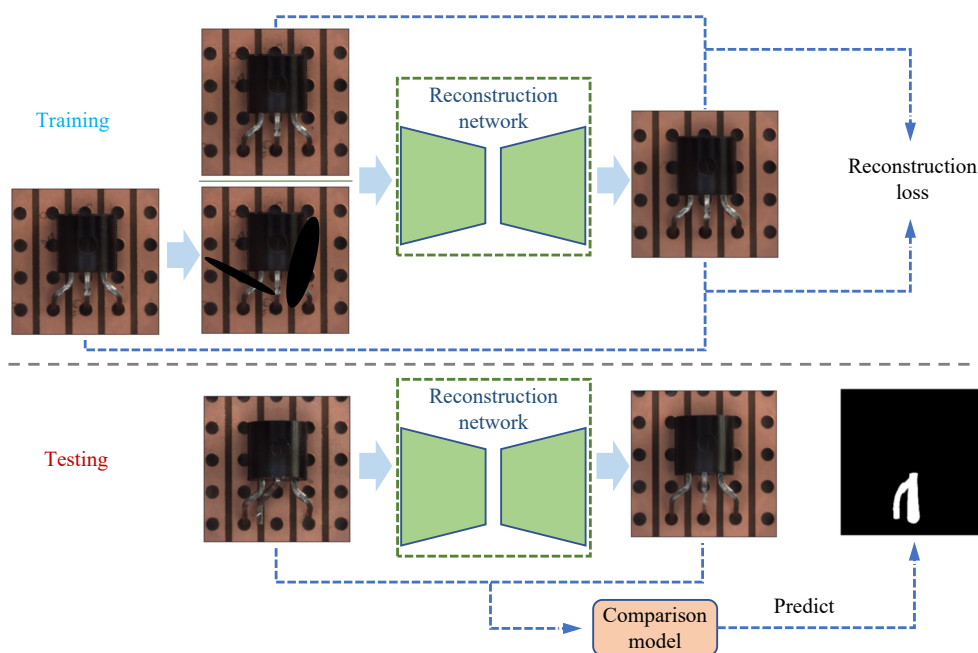 Training
Reconstruction
network
Reconstruction
loss
Testing
Reconstruction
network
Comparison
model
Predict